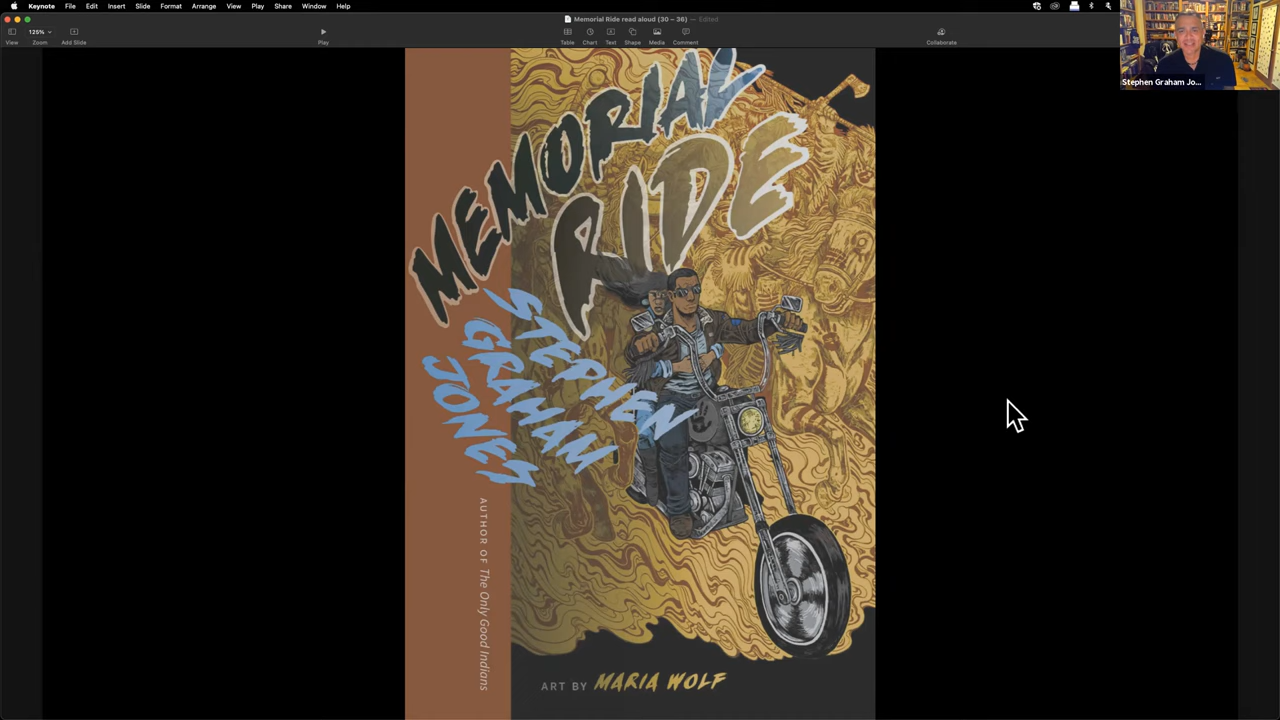 Keynote File Edit Insert Slide Format Arrange View Play Share Window Help
Memorial Ride read aloud (30 – 36) — Edited
125%
View Zoom Add Slide Play Table Chart Text Shape Media Comment Collaborate
Stephen Graham Jo...
MEMORIAL
RIDE
STEPHEN
GRAHAM
JONES
AUTHOR OF The Only Good Indians
ART BY MARIA WOLF